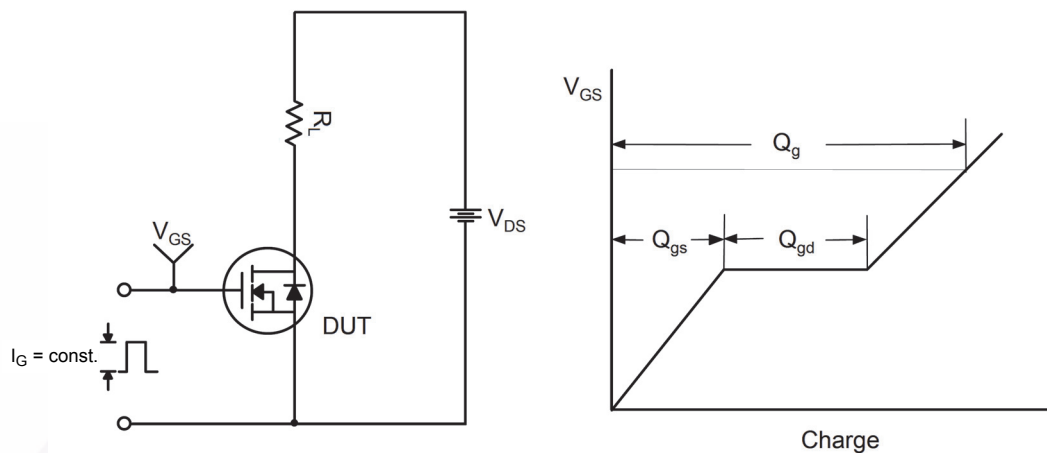 R_L
V_GS
V_DS
DUT
I_G = const.
V_GS
Q_g
Q_gs
Q_gd
Charge